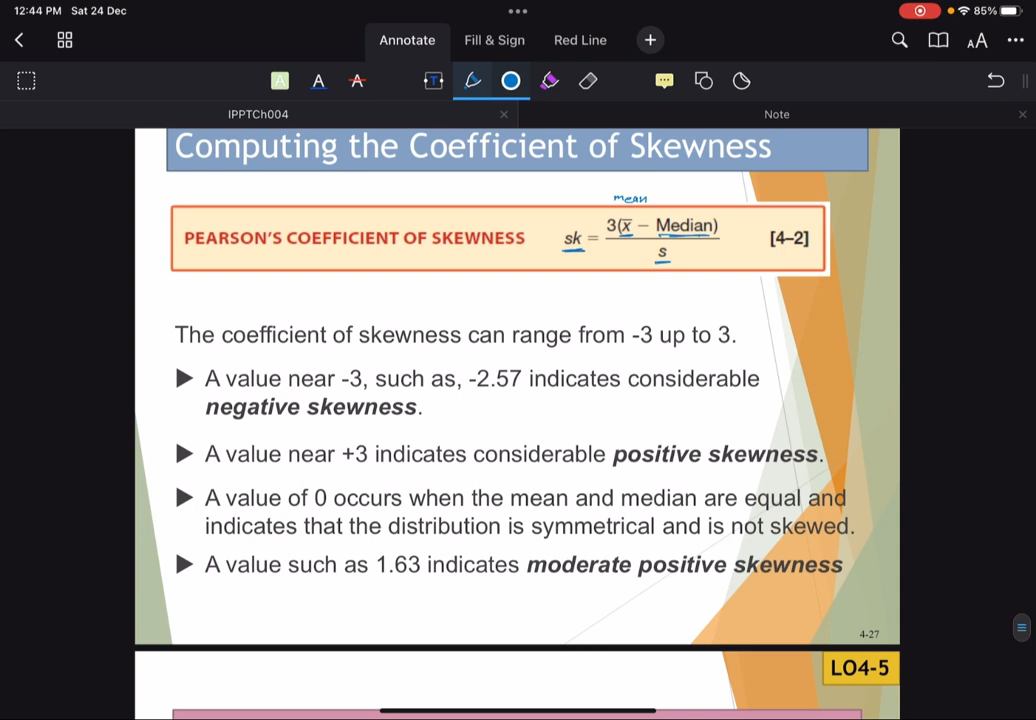 12:44 PM Sat 24 Dec
85%
Annotate Fill & Sign Red Line
AA
A A A T
IPPTCh004 Note
Computing the Coefficient of Skewness
mean
PEARSON'S COEFFICIENT OF SKEWNESS sk = 3(x̅ − Median) / s [4–2]
The coefficient of skewness can range from -3 up to 3.
A value near -3, such as, -2.57 indicates considerable
negative skewness.
A value near +3 indicates considerable positive skewness.
A value of 0 occurs when the mean and median are equal and
indicates that the distribution is symmetrical and is not skewed.
A value such as 1.63 indicates moderate positive skewness
4-27
LO4-5